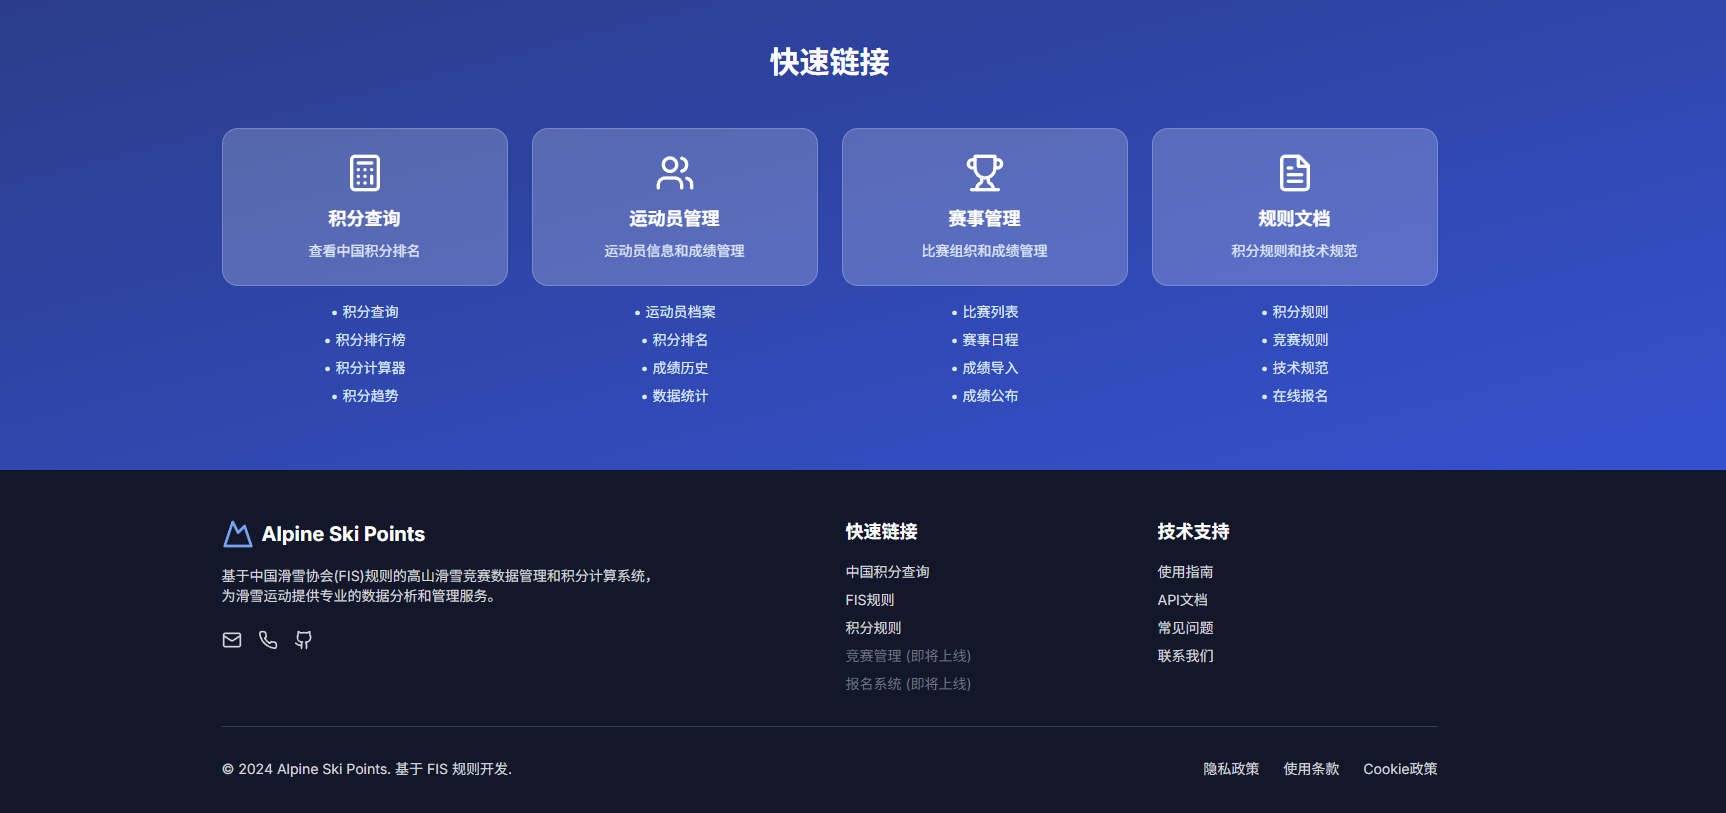 快速链接
积分查询
查看中国积分排名
• 积分查询
• 积分排行榜
• 积分计算器
• 积分趋势
运动员管理
运动员信息和成绩管理
• 运动员档案
• 积分排名
• 成绩历史
• 数据统计
赛事管理
比赛组织和成绩管理
• 比赛列表
• 赛事日程
• 成绩导入
• 成绩公布
规则文档
积分规则和技术规范
• 积分规则
• 竞赛规则
• 技术规范
• 在线报名
Alpine Ski Points
基于中国滑雪协会(FIS)规则的高山滑雪竞赛数据管理和积分计算系统，
为滑雪运动提供专业的数据分析和管理服务。
快速链接
中国积分查询
FIS规则
积分规则
竞赛管理 (即将上线)
报名系统 (即将上线)
技术支持
使用指南
API文档
常见问题
联系我们
© 2024 Alpine Ski Points. 基于 FIS 规则开发.
隐私政策
使用条款
Cookie政策